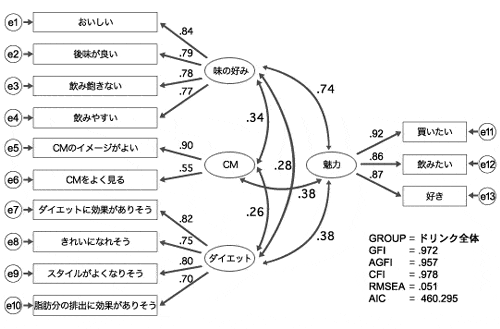 e1
おいしい
.84
e2
後味が良い
.79
e3
飲み飽きない
.78
味の好み
e4
飲みやすい
.77
.74
.34
e5
CMのイメージがよい
.90
e6
CMをよく見る
.55
CM
.28
魅力
.38
.92
買いたい
e11
.86
飲みたい
e12
.87
好き
e13
.26
.38
e7
ダイエットに効果がありそう
.82
e8
きれいになれそう
.75
e9
スタイルがよくなりそう
.80
ダイエット
e10
脂肪分の排出に効果がありそう
.70
GROUP = ドリンク全体
GFI = .972
AGFI = .957
CFI = .978
RMSEA = .051
AIC = 460.295